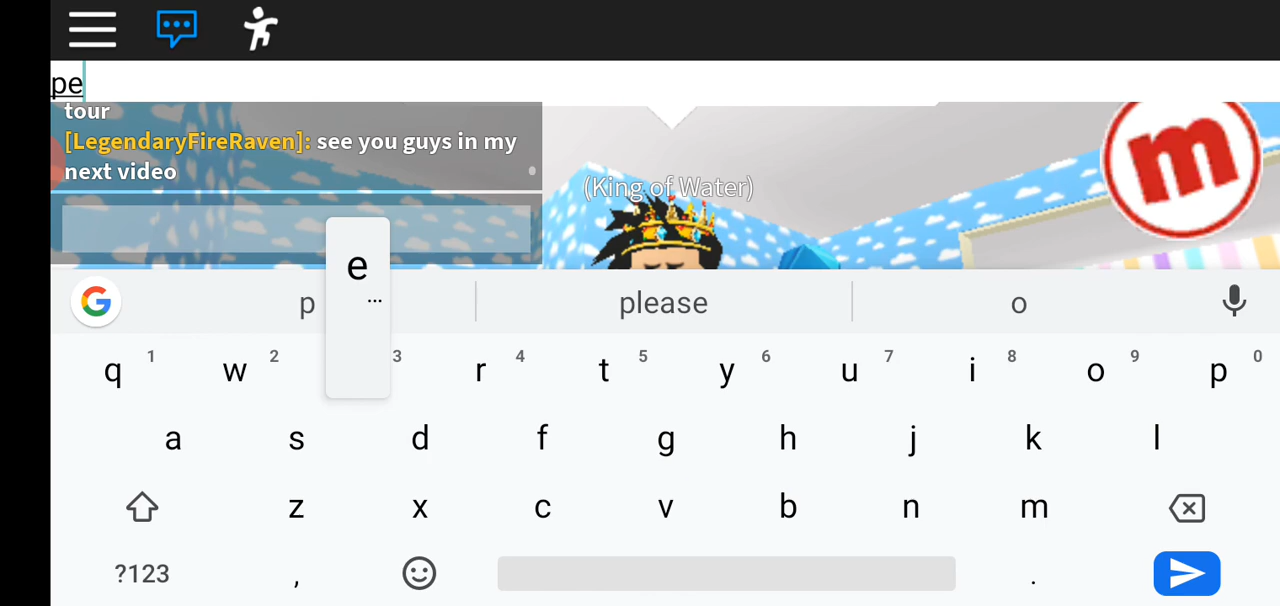 pe
tour
[LegendaryFireRaven]: see you guys in my
next video
(King of Water)
m
e
...
p please o
q 1 w 2 3 r 4 t 5 y 6 u 7 i 8 o 9 p 0
a s d f g h j k l
z x c v b n m
?123 , .